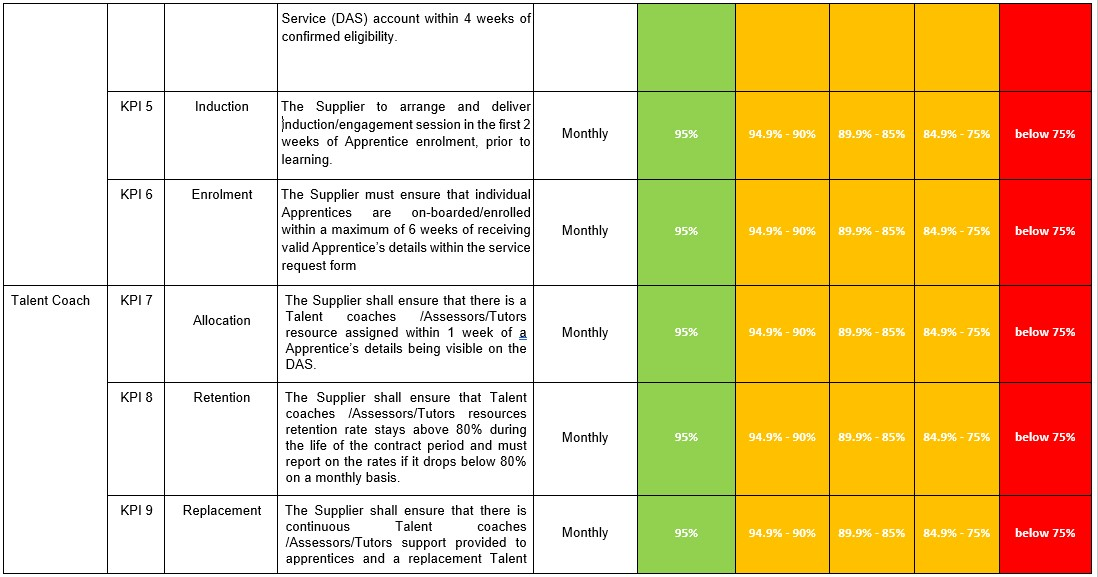 Service (DAS) account within 4 weeks of
confirmed eligibility.
KPI 5
Induction
The Supplier to arrange and deliver
induction/engagement session in the first 2
weeks of Apprentice enrolment, prior to
learning.
Monthly
95%
94.9% - 90%
89.9% - 85%
84.9% - 75%
below 75%
KPI 6
Enrolment
The Supplier must ensure that individual
Apprentices are on-boarded/enrolled
within a maximum of 6 weeks of receiving
valid Apprentice's details within the service
request form
Monthly
95%
94.9% - 90%
89.9% - 85%
84.9% - 75%
below 75%
Talent Coach
KPI 7
Allocation
The Supplier shall ensure that there is a
Talent coaches /Assessors/Tutors
resource assigned within 1 week of a
Apprentice's details being visible on the
DAS.
Monthly
95%
94.9% - 90%
89.9% - 85%
84.9% - 75%
below 75%
KPI 8
Retention
The Supplier shall ensure that Talent
coaches /Assessors/Tutors resources
retention rate stays above 80% during
the life of the contract period and must
report on the rates if it drops below 80%
on a monthly basis.
Monthly
95%
94.9% - 90%
89.9% - 85%
84.9% - 75%
below 75%
KPI 9
Replacement
The Supplier shall ensure that there is
continuous Talent coaches
/Assessors/Tutors support provided to
apprentices and a replacement Talent
Monthly
95%
94.9% - 90%
89.9% - 85%
84.9% - 75%
below 75%